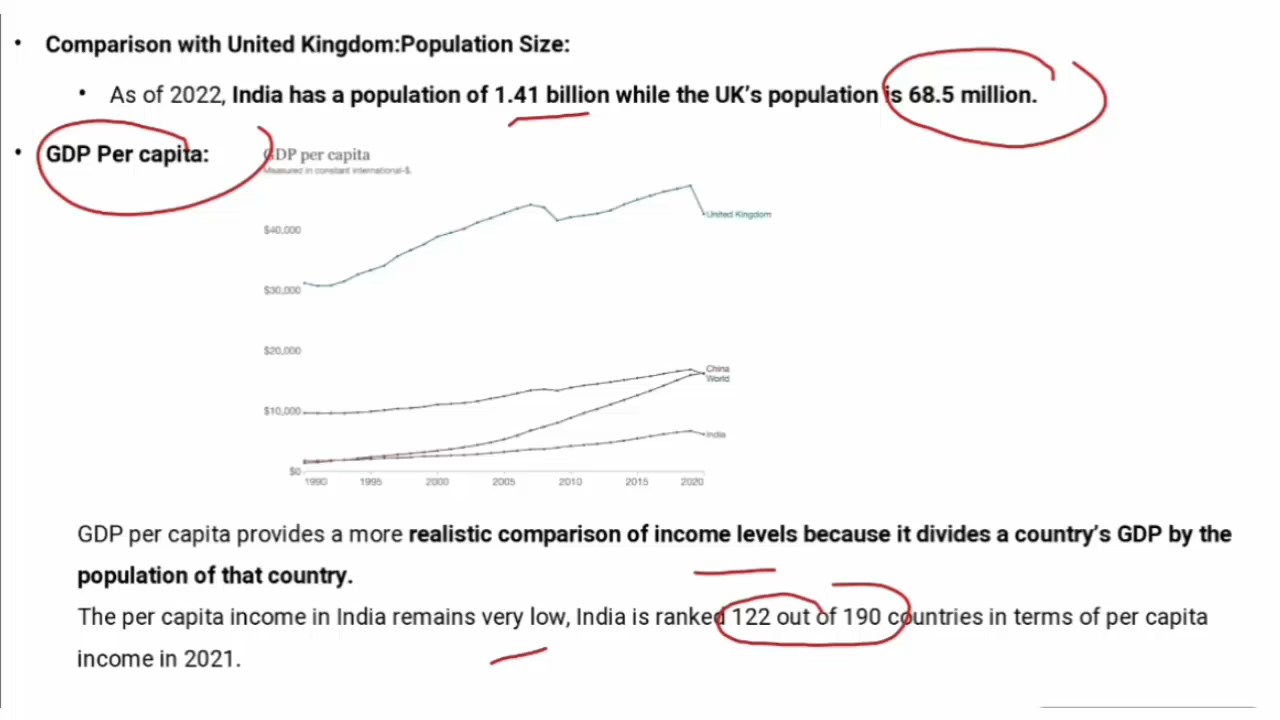 • Comparison with United Kingdom:Population Size:
• As of 2022, India has a population of 1.41 billion while the UK's population is 68.5 million.
• GDP Per capita:
GDP per capita
Measured in constant international-$.
United Kingdom
$40,000
$30,000
$20,000
China
World
$10,000
India
$0
1990 1995 2000 2005 2010 2015 2020
GDP per capita provides a more realistic comparison of income levels because it divides a country's GDP by the
population of that country.
The per capita income in India remains very low, India is ranked 122 out of 190 countries in terms of per capita
income in 2021.